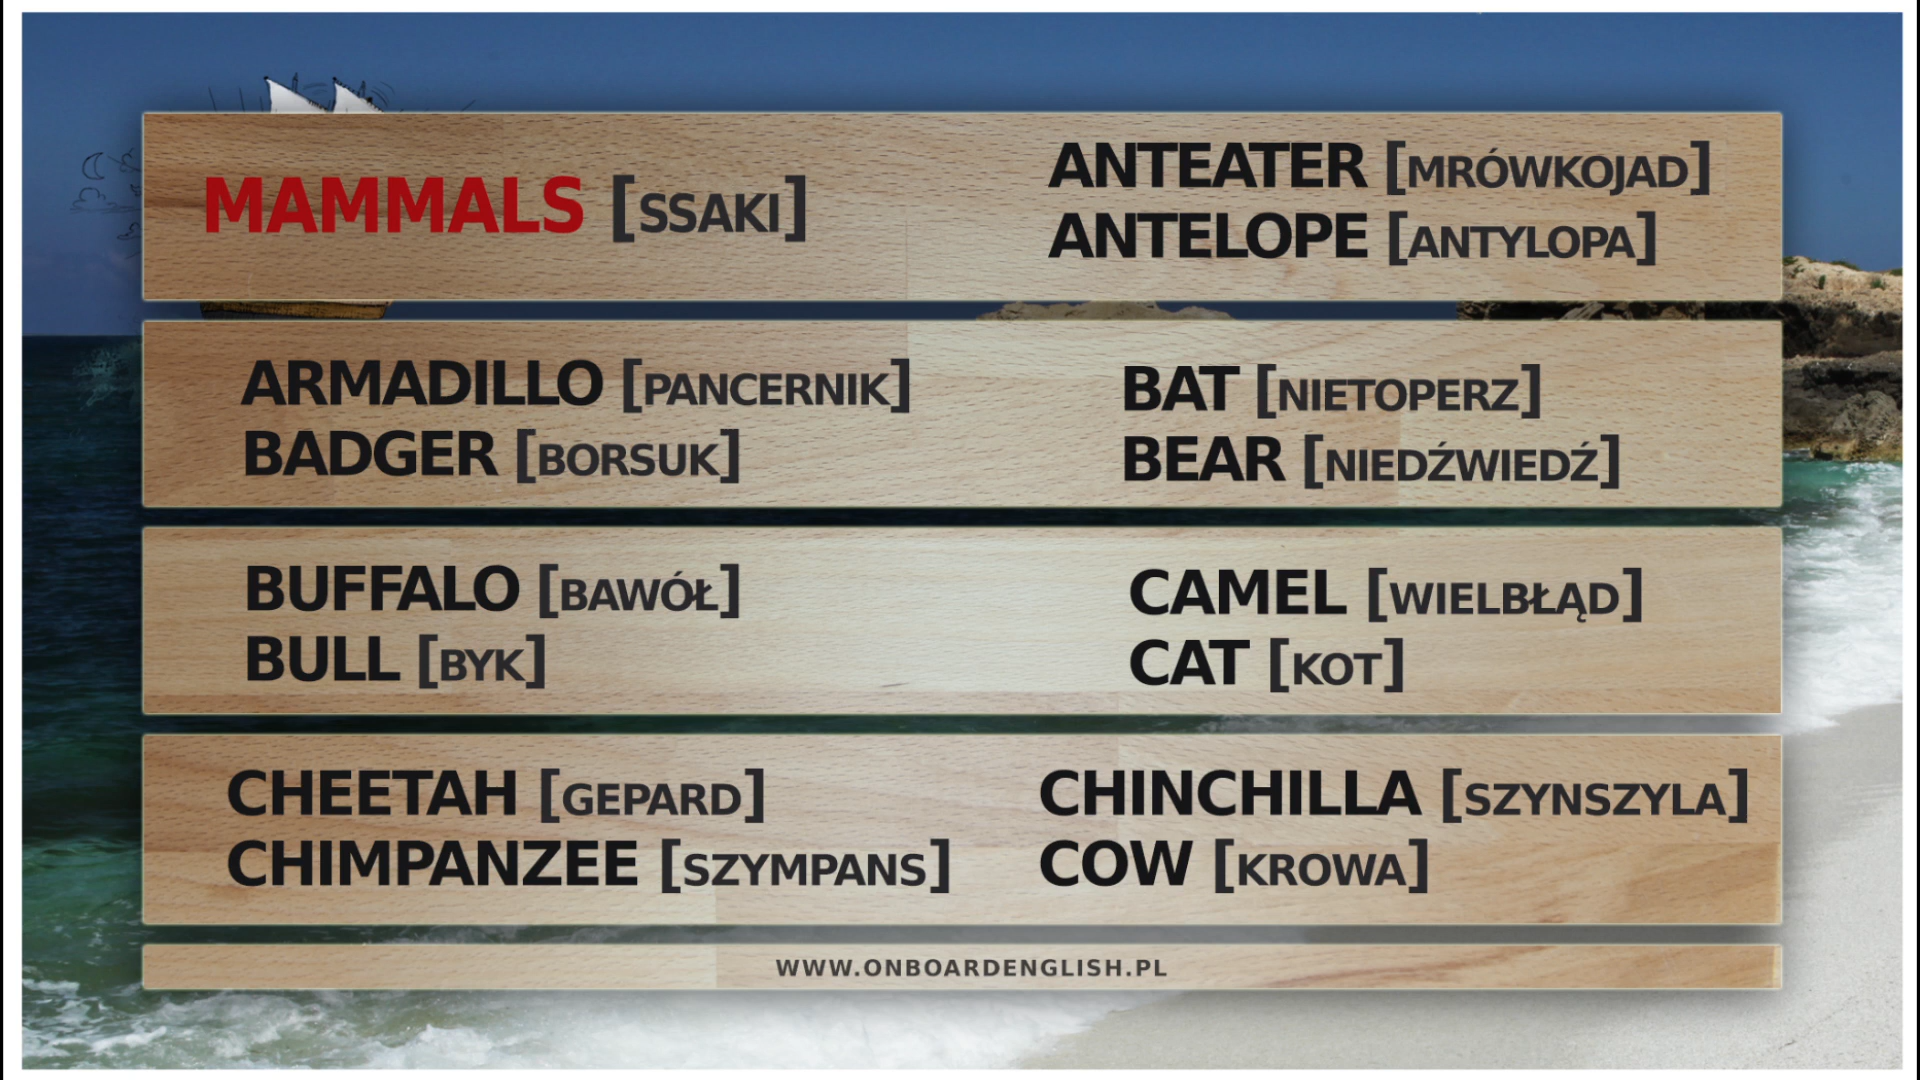 MAMMALS [SSAKI]
ANTEATER [MRÓWKOJAD]
ANTELOPE [ANTYLOPA]
ARMADILLO [PANCERNIK]
BADGER [BORSUK]
BAT [NIETOPERZ]
BEAR [NIEDŹWIEDŹ]
BUFFALO [BAWÓŁ]
BULL [BYK]
CAMEL [WIELBŁĄD]
CAT [KOT]
CHEETAH [GEPARD]
CHIMPANZEE [SZYMPANS]
CHINCHILLA [SZYNSZYLA]
COW [KROWA]
WWW.ONBOARDENGLISH.PL